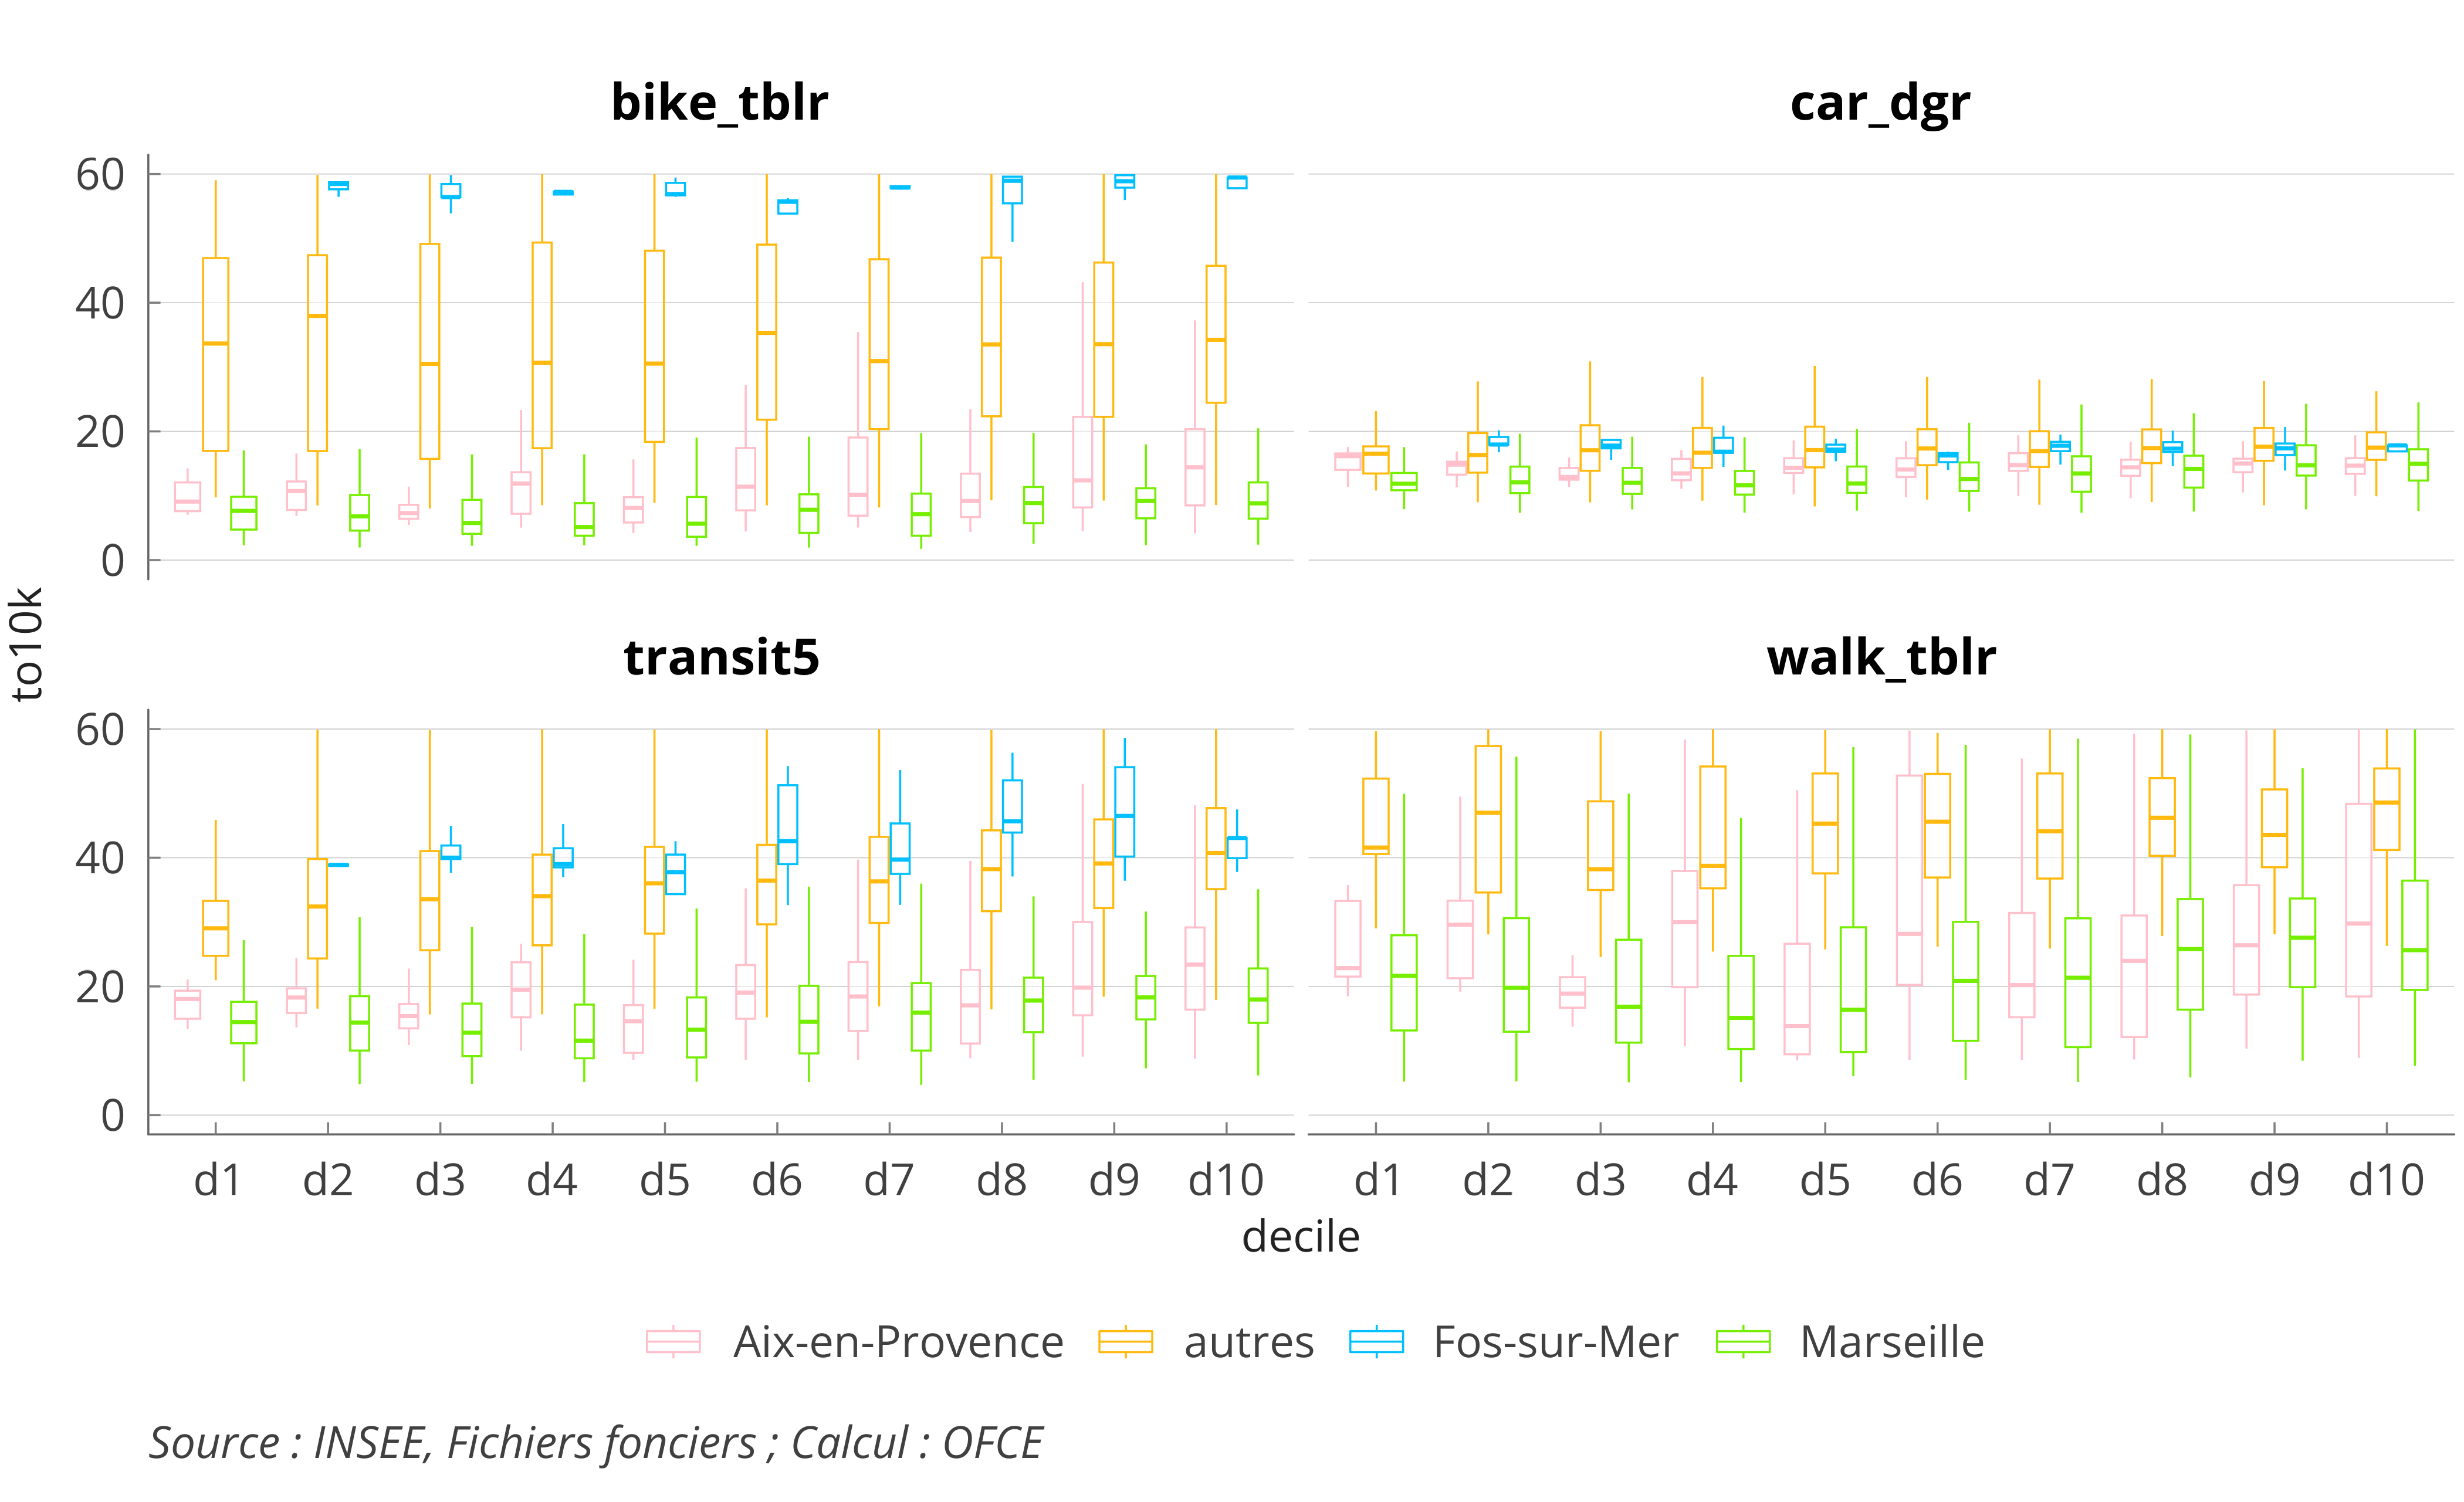 bike_tblr
car_dgr
60
40
20
0
to10k
transit5
walk_tblr
60
40
20
0
d1 d2 d3 d4 d5 d6 d7 d8 d9 d10
d1 d2 d3 d4 d5 d6 d7 d8 d9 d10
decile
Aix-en-Provence autres Fos-sur-Mer Marseille
Source : INSEE, Fichiers fonciers ; Calcul : OFCE